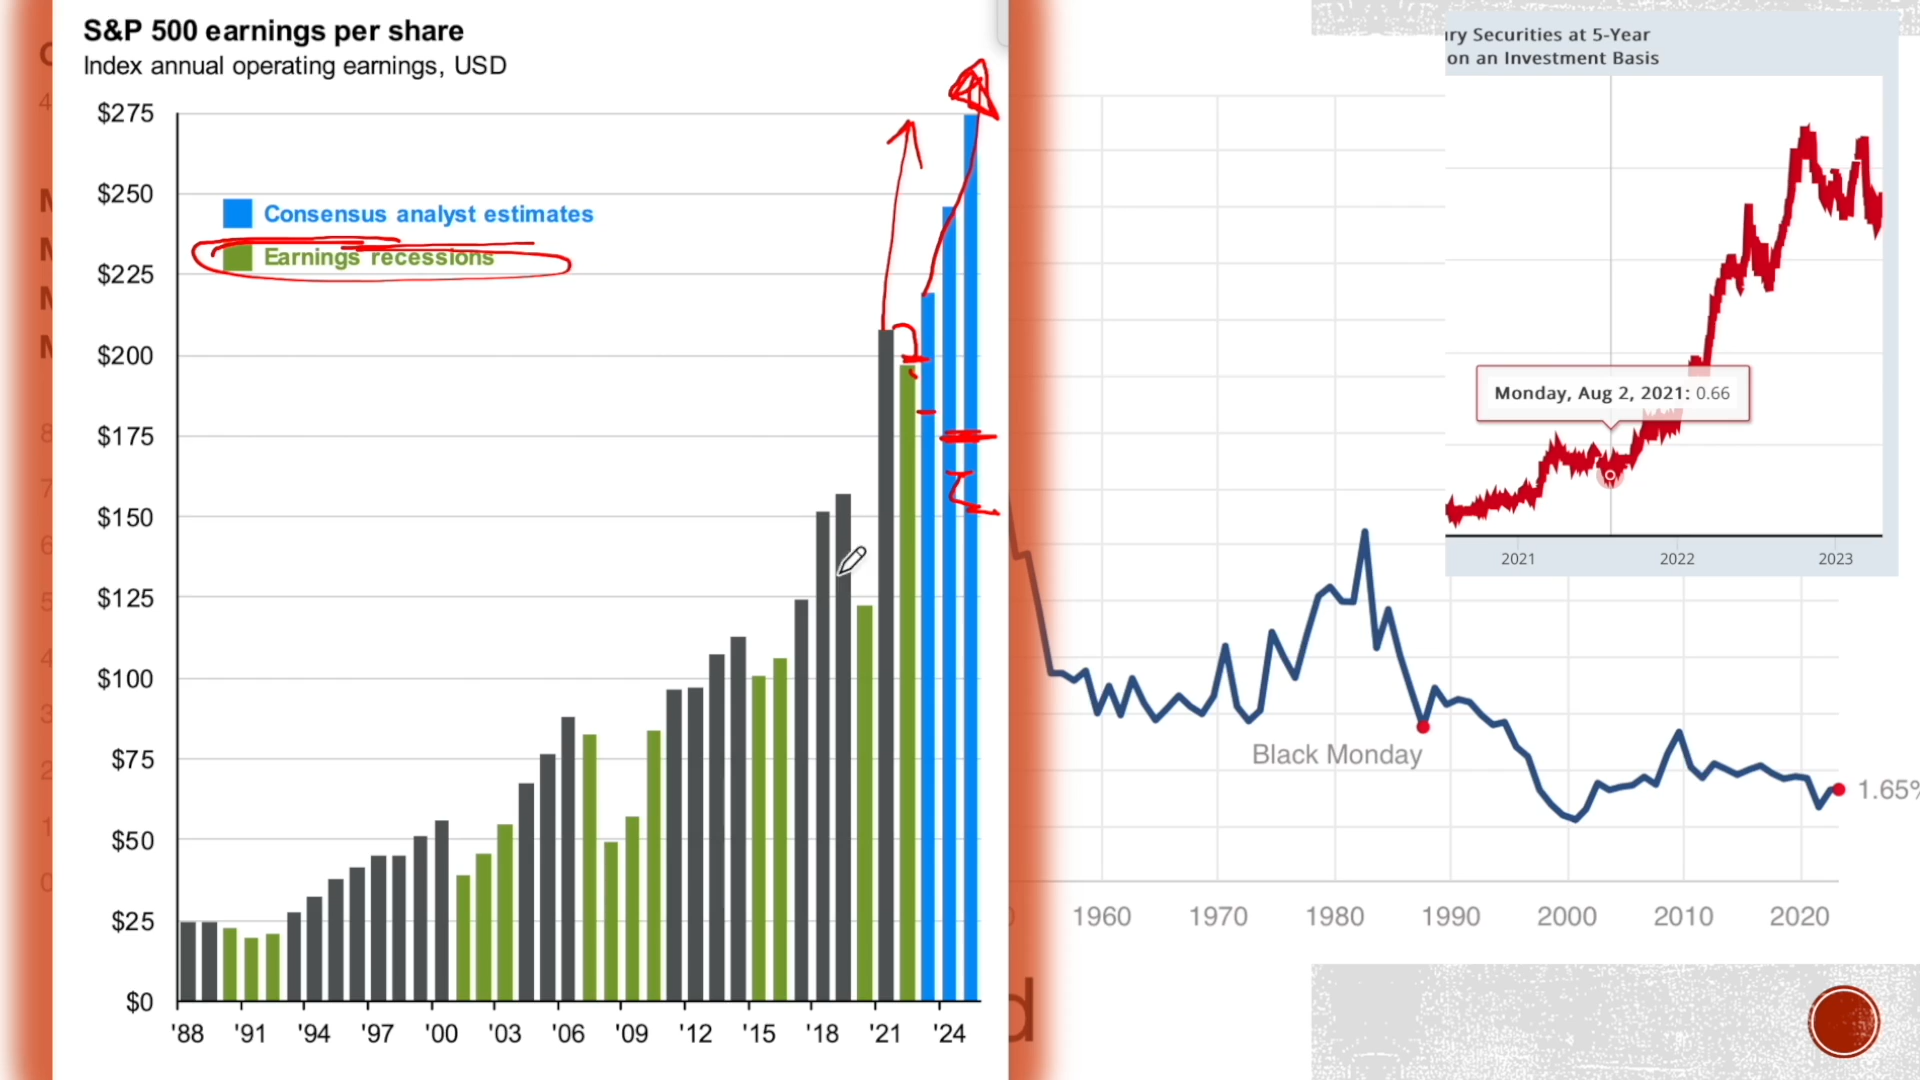 S&P 500 earnings per share
Index annual operating earnings, USD
$275
$250
$225
$200
$175
$150
$125
$100
$75
$50
$25
$0
Consensus analyst estimates
Earnings recessions
'88 '91 '94 '97 '00 '03 '06 '09 '12 '15 '18 '21 '24
ry Securities at 5-Year
on an Investment Basis
Monday, Aug 2, 2021: 0.66
2021 2022 2023
Black Monday
1.65%
1960 1970 1980 1990 2000 2010 2020
d